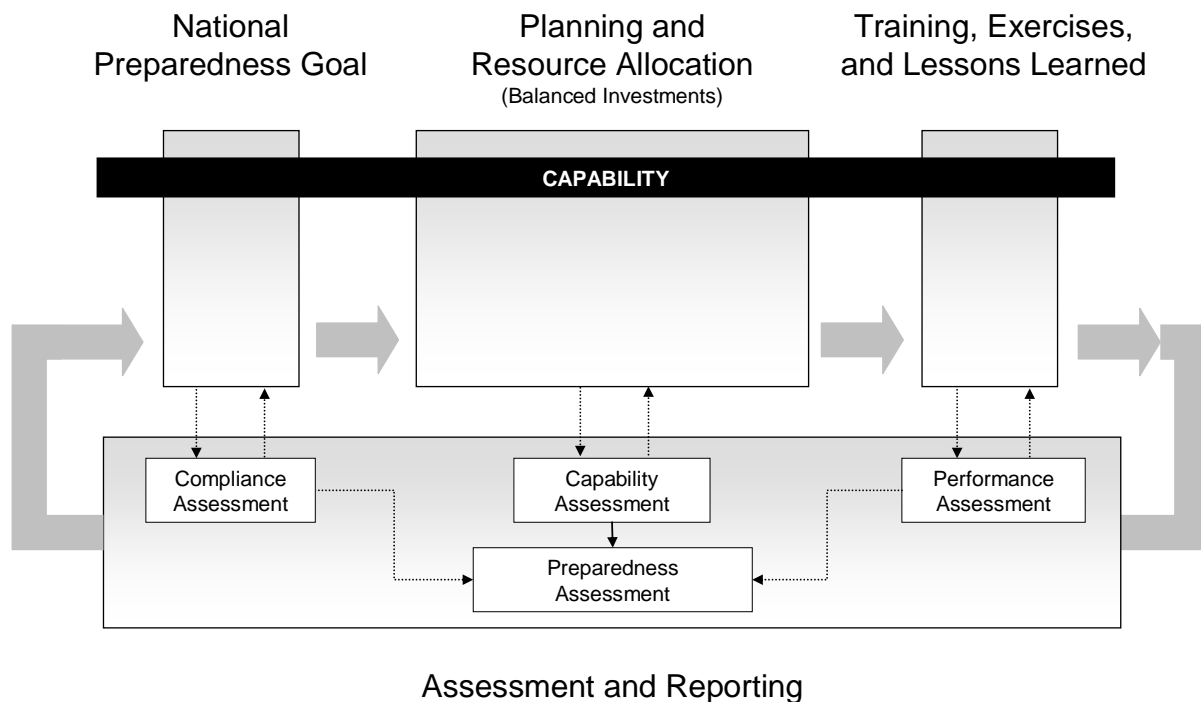 National
Preparedness Goal
Planning and
Resource Allocation
(Balanced Investments)
Training, Exercises,
and Lessons Learned
CAPABILITY
Compliance
Assessment
Capability
Assessment
Performance
Assessment
Preparedness
Assessment
Assessment and Reporting